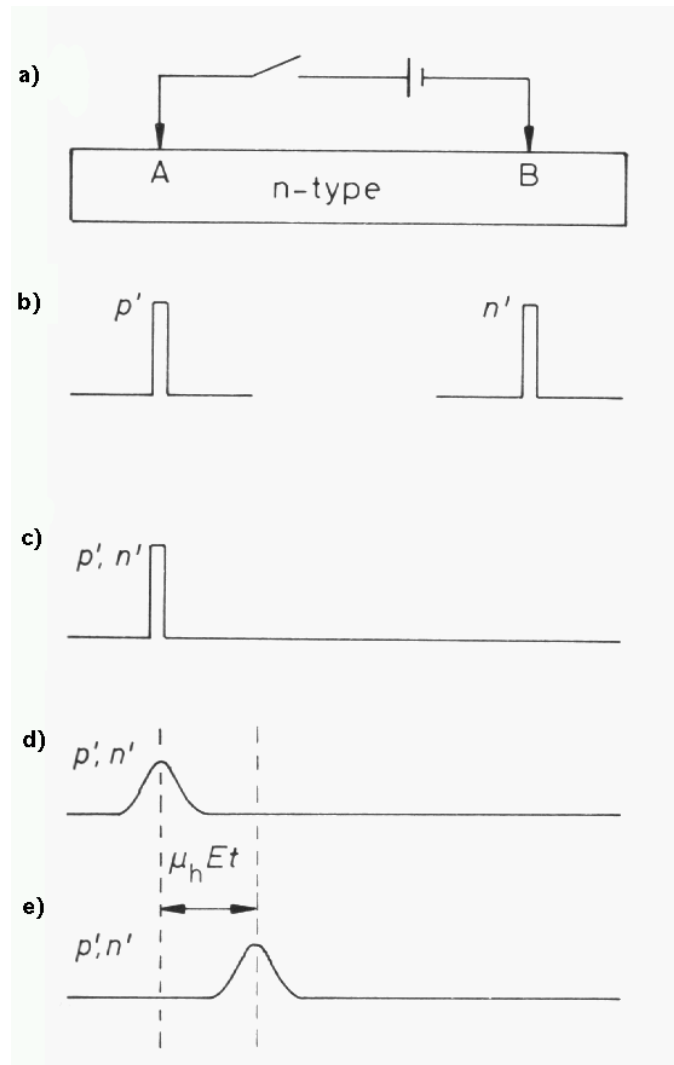 a)
A
n-type
B
b)
p'
n'
c)
p', n'
d)
p', n'
μhEt
e)
p',n'